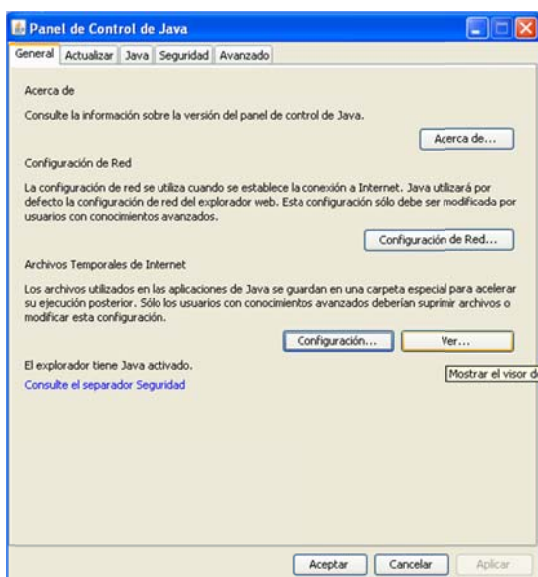 Panel de Control de Java
General Actualizar Java Seguridad Avanzado
Acerca de
Consulte la información sobre la versión del panel de control de Java.
Acerca de...
Configuración de Red
La configuración de red se utiliza cuando se establece la conexión a Internet. Java utilizará por
defecto la configuración de red del explorador web. Esta configuración sólo debe ser modificada por
usuarios con conocimientos avanzados.
Configuración de Red...
Archivos Temporales de Internet
Los archivos utilizados en las aplicaciones de Java se guardan en una carpeta especial para acelerar
su ejecución posterior. Sólo los usuarios con conocimientos avanzados deberían suprimir archivos o
modificar esta configuración.
Configuración... Ver...
El explorador tiene Java activado.
Mostrar el visor d
Consulte el separador Seguridad
Aceptar Cancelar Aplicar